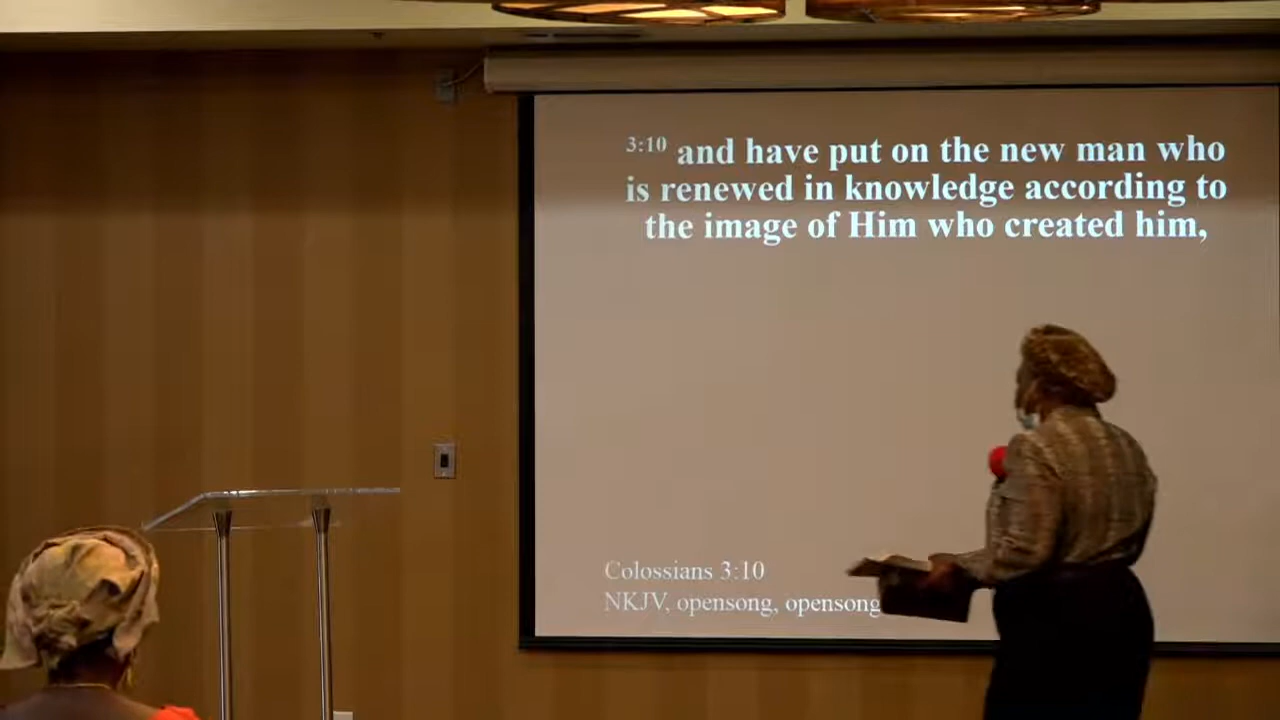 3:10 and have put on the new man who
is renewed in knowledge according to
the image of Him who created him,
Colossians 3:10
NKJV, opensong, opensong